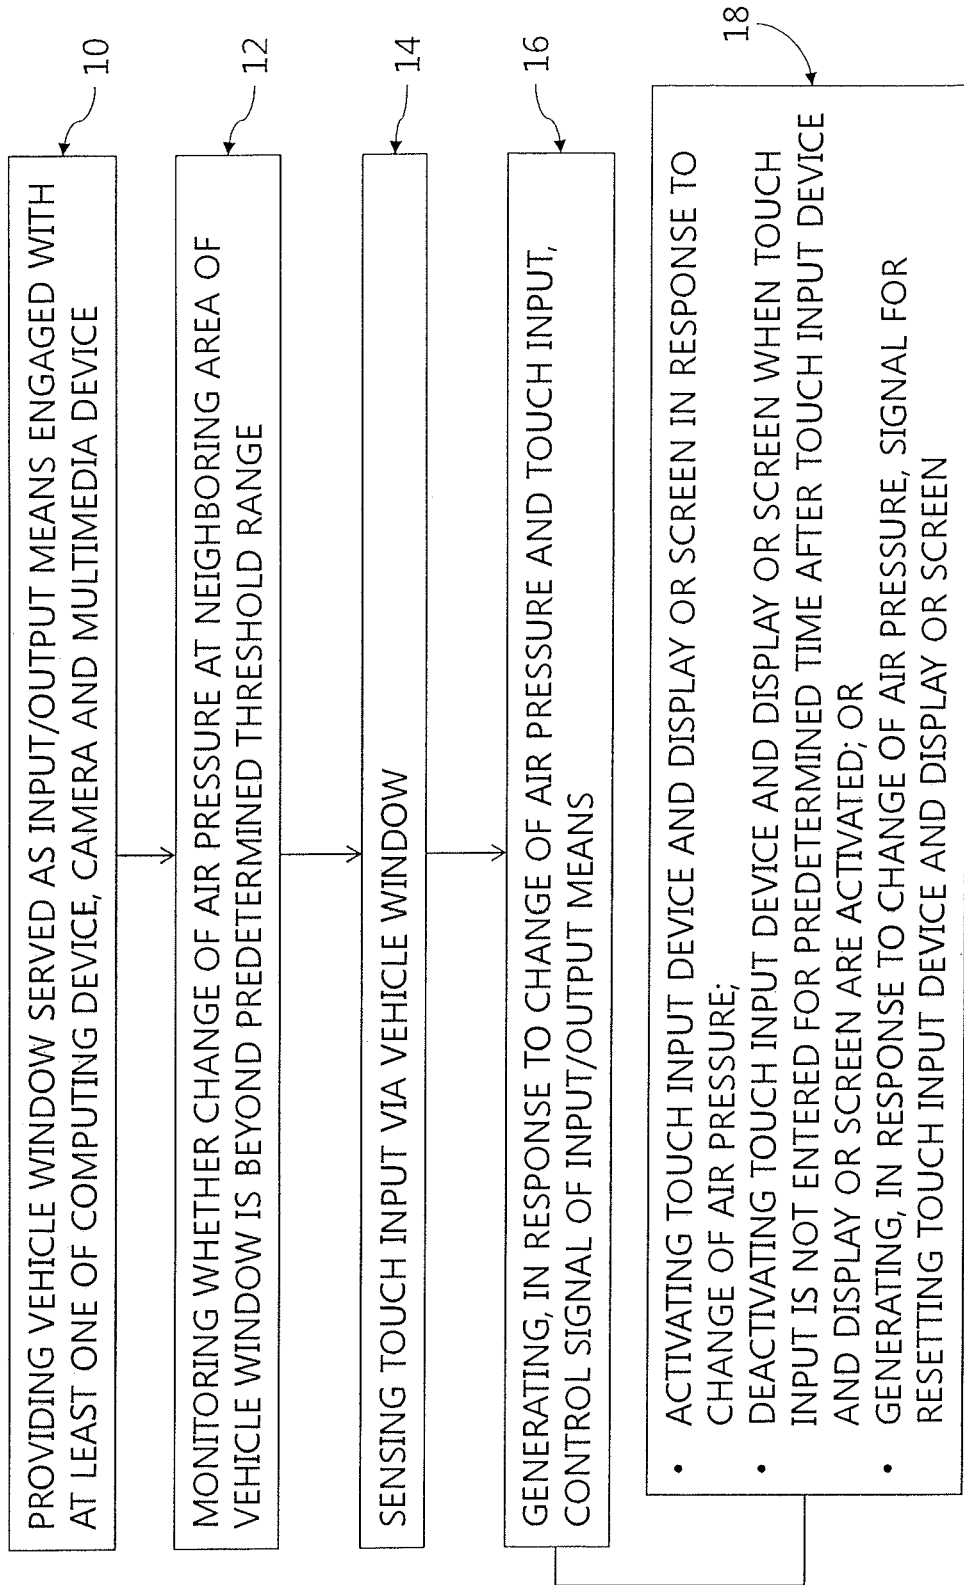 PROVIDING VEHICLE WINDOW SERVED AS INPUT/OUTPUT MEANS ENGAGED WITH
AT LEAST ONE OF COMPUTING DEVICE, CAMERA AND MULTIMEDIA DEVICE
10
MONITORING WHETHER CHANGE OF AIR PRESSURE AT NEIGHBORING AREA OF
VEHICLE WINDOW IS BEYOND PREDETERMINED THRESHOLD RANGE
12
SENSING TOUCH INPUT VIA VEHICLE WINDOW
14
GENERATING, IN RESPONSE TO CHANGE OF AIR PRESSURE AND TOUCH INPUT,
CONTROL SIGNAL OF INPUT/OUTPUT MEANS
16
• ACTIVATING TOUCH INPUT DEVICE AND DISPLAY OR SCREEN IN RESPONSE TO
CHANGE OF AIR PRESSURE;
• DEACTIVATING TOUCH INPUT DEVICE AND DISPLAY OR SCREEN WHEN TOUCH
INPUT IS NOT ENTERED FOR PREDETERMINED TIME AFTER TOUCH INPUT DEVICE
AND DISPLAY OR SCREEN ARE ACTIVATED; OR
• GENERATING, IN RESPONSE TO CHANGE OF AIR PRESSURE, SIGNAL FOR
RESETTING TOUCH INPUT DEVICE AND DISPLAY OR SCREEN
18